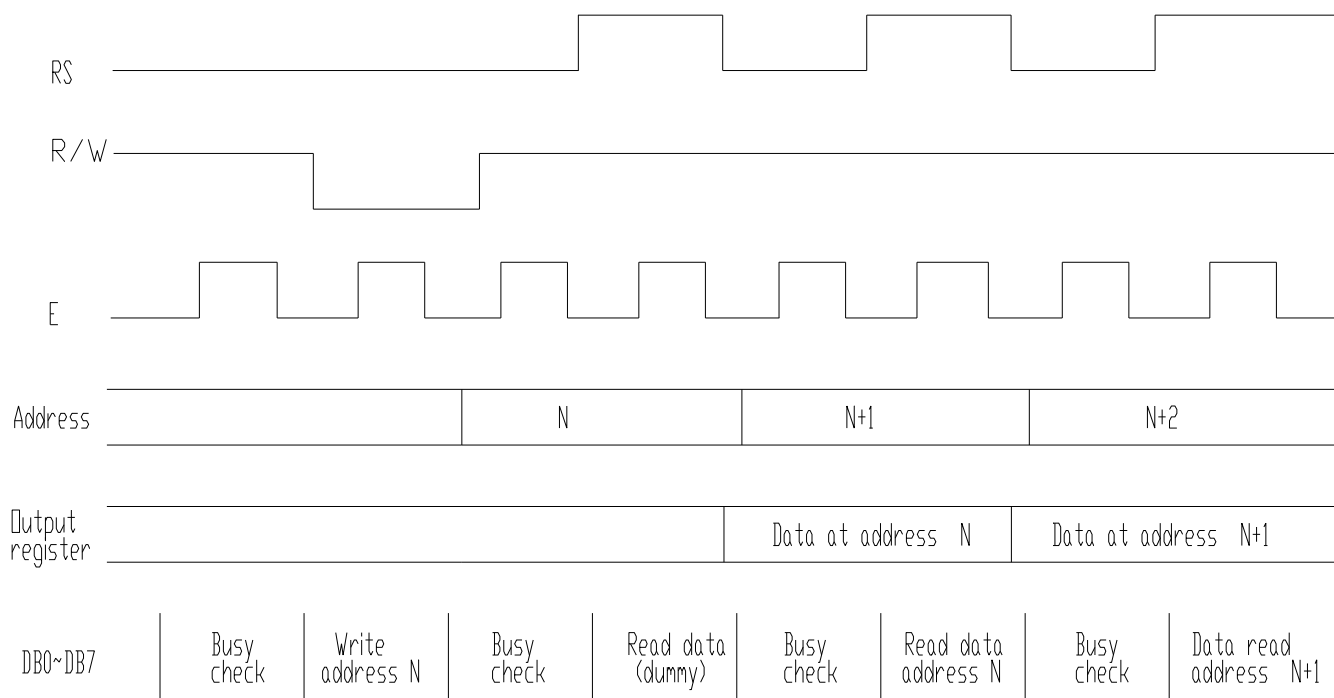 RS
R/W
E
Address
N
N+1
N+2
Output
register
Data at address N
Data at address N+1
DB0~DB7
Busy
check
Write
address N
Busy
check
Read data
(dummy)
Busy
check
Read data
address N
Busy
check
Data read
address N+1